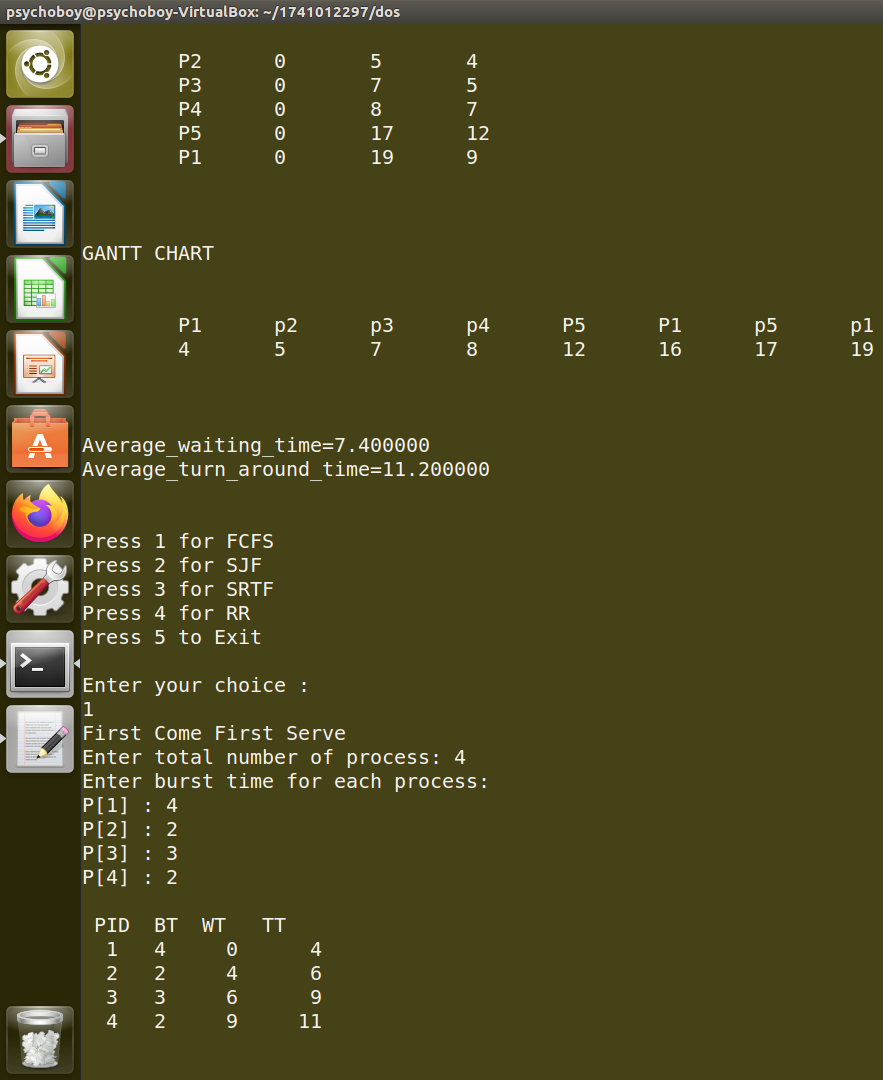 psychoboy@psychoboy-VirtualBox: ~/1741012297/dos
P2 0 5 4
P3 0 7 5
P4 0 8 7
P5 0 17 12
P1 0 19 9
GANTT CHART
P1 p2 p3 p4 P5 P1 p5 p1
4 5 7 8 12 16 17 19
Average_waiting_time=7.400000
Average_turn_around_time=11.200000
Press 1 for FCFS
Press 2 for SJF
Press 3 for SRTF
Press 4 for RR
Press 5 to Exit
Enter your choice :
1
First Come First Serve
Enter total number of process: 4
Enter burst time for each process:
P[1] : 4
P[2] : 2
P[3] : 3
P[4] : 2
PID BT WT TT
1 4 0 4
2 2 4 6
3 3 6 9
4 2 9 11